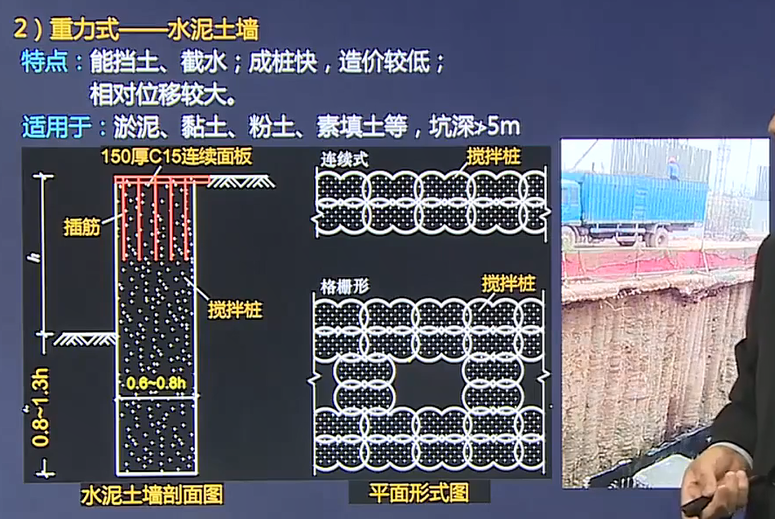 2）重力式——水泥土墙
特点：能挡土、截水；成桩快，造价较低；
相对位移较大。
适用于：淤泥、黏土、粉土、素填土等，坑深≯5m
150厚C15连续面板
插筋
h
搅拌桩
0.6~0.8h
0.8~1.3h
水泥土墙剖面图
连续式
搅拌桩
格栅形
搅拌桩
平面形式图